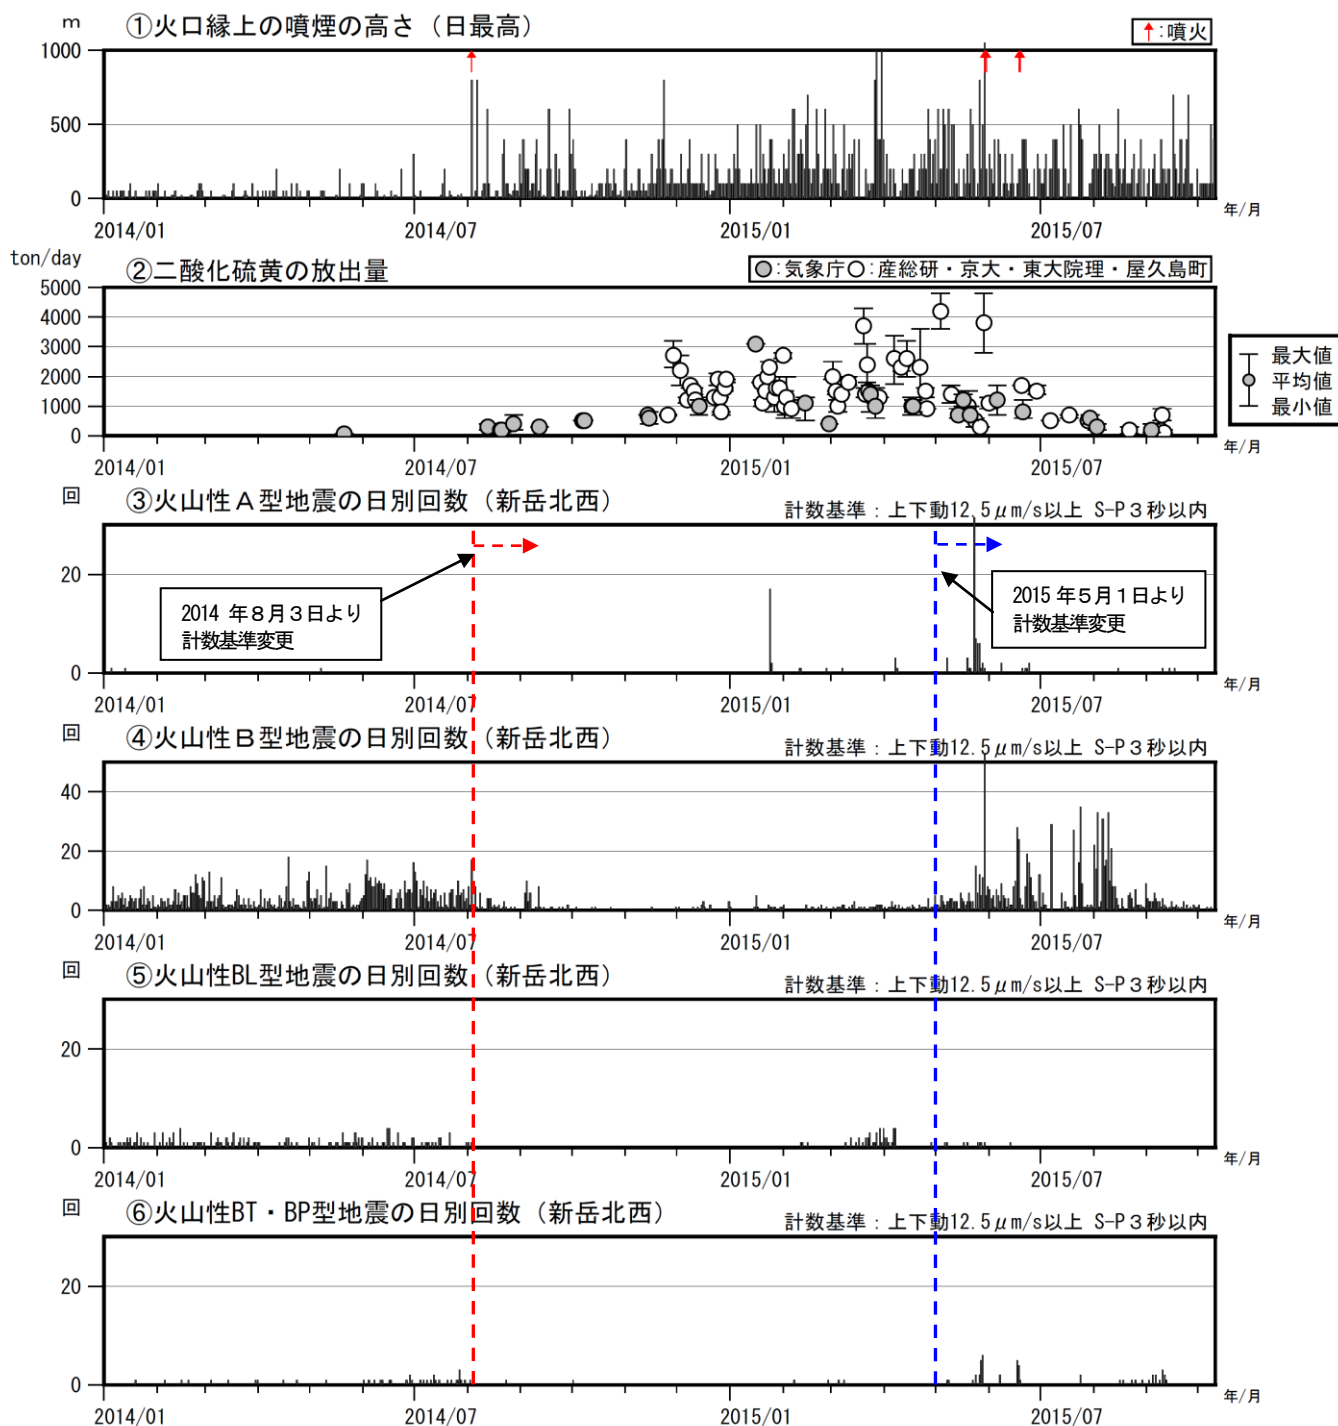 m ①火口縁上の噴煙の高さ（日最高）
↑:噴火
1000
500
0
2014/01 2014/07 2015/01 2015/07 年/月
ton/day ②二酸化硫黄の放出量
:気象庁 :産総研・京大・東大院理・屋久島町
5000
4000
3000
2000
1000
0
最大値
平均値
最小値
2014/01 2014/07 2015/01 2015/07 年/月
回 ③火山性Ａ型地震の日別回数（新岳北西）
計数基準：上下動12.5μm/s以上 S-P３秒以内
20
0
2014 年８月３日より
計数基準変更
2015 年５月１日より
計数基準変更
2014/01 2014/07 2015/01 2015/07 年/月
回 ④火山性Ｂ型地震の日別回数（新岳北西）
計数基準：上下動12.5μm/s以上 S-P３秒以内
40
20
0
2014/01 2014/07 2015/01 2015/07 年/月
回 ⑤火山性BL型地震の日別回数（新岳北西）
計数基準：上下動12.5μm/s以上 S-P３秒以内
20
0
2014/01 2014/07 2015/01 2015/07 年/月
回 ⑥火山性BT・BP型地震の日別回数（新岳北西）
計数基準：上下動12.5μm/s以上 S-P３秒以内
20
0
2014/01 2014/07 2015/01 2015/07 年/月